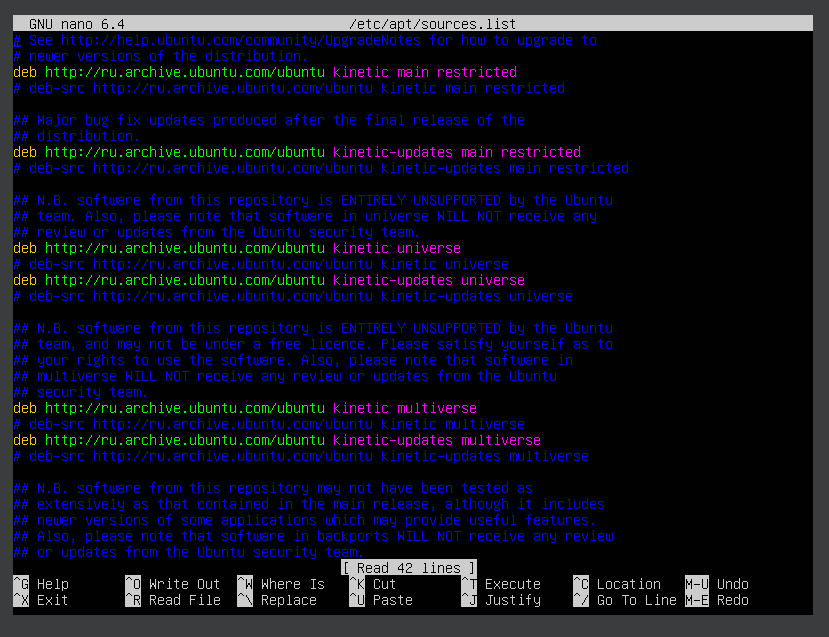 GNU nano 6.4 /etc/apt/sources.list
# See http://help.ubuntu.com/community/UpgradeNotes for how to upgrade to
# newer versions of the distribution.
deb http://ru.archive.ubuntu.com/ubuntu kinetic main restricted
# deb-src http://ru.archive.ubuntu.com/ubuntu kinetic main restricted

## Major bug fix updates produced after the final release of the
## distribution.
deb http://ru.archive.ubuntu.com/ubuntu kinetic-updates main restricted
# deb-src http://ru.archive.ubuntu.com/ubuntu kinetic-updates main restricted

## N.B. software from this repository is ENTIRELY UNSUPPORTED by the Ubuntu
## team. Also, please note that software in universe WILL NOT receive any
## review or updates from the Ubuntu security team.
deb http://ru.archive.ubuntu.com/ubuntu kinetic universe
# deb-src http://ru.archive.ubuntu.com/ubuntu kinetic universe
deb http://ru.archive.ubuntu.com/ubuntu kinetic-updates universe
# deb-src http://ru.archive.ubuntu.com/ubuntu kinetic-updates universe

## N.B. software from this repository is ENTIRELY UNSUPPORTED by the Ubuntu
## team, and may not be under a free licence. Please satisfy yourself as to
## your rights to use the software. Also, please note that software in
## multiverse WILL NOT receive any review or updates from the Ubuntu
## security team.
deb http://ru.archive.ubuntu.com/ubuntu kinetic multiverse
# deb-src http://ru.archive.ubuntu.com/ubuntu kinetic multiverse
deb http://ru.archive.ubuntu.com/ubuntu kinetic-updates multiverse
# deb-src http://ru.archive.ubuntu.com/ubuntu kinetic-updates multiverse

## N.B. software from this repository may not have been tested as
## extensively as that contained in the main release, although it includes
## newer versions of some applications which may provide useful features.
## Also, please note that software in backports WILL NOT receive any review
## or updates from the Ubuntu security team.
[ Read 42 lines ]
^G Help ^O Write Out ^W Where Is ^K Cut ^T Execute ^C Location M-U Undo
^X Exit ^R Read File ^\ Replace ^U Paste ^J Justify ^/ Go To Line M-E Redo